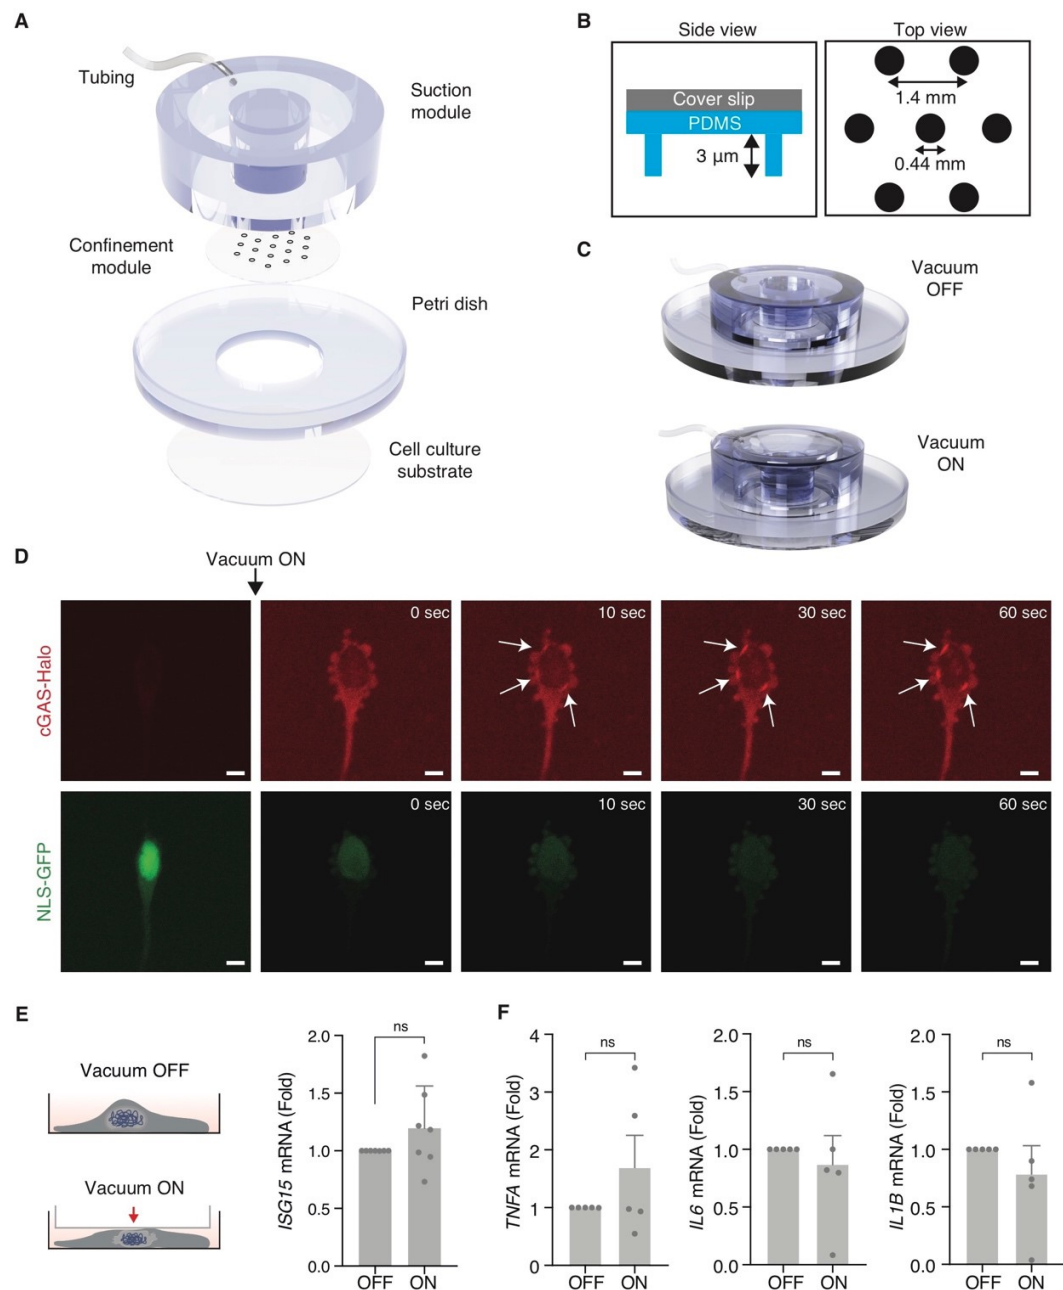 A
Tubing
Suction
module
Confinement
module
Petri dish
Cell culture
substrate
B
Side view
Top view
Cover slip
PDMS
3 µm
1.4 mm
0.44 mm
C
Vacuum
OFF
Vacuum
ON
D
Vacuum ON
cGAS-Halo
0 sec
10 sec
30 sec
60 sec
NLS-GFP
0 sec
10 sec
30 sec
60 sec
E
Vacuum OFF
Vacuum ON
ISG15 mRNA (Fold)
2.0
1.5
1.0
0.5
0.0
ns
OFF
ON
F
TNFA mRNA (Fold)
4
3
2
1
0
ns
OFF
ON
IL6 mRNA (Fold)
2.0
1.5
1.0
0.5
0.0
ns
OFF
ON
IL1B mRNA (Fold)
2.0
1.5
1.0
0.5
0.0
ns
OFF
ON